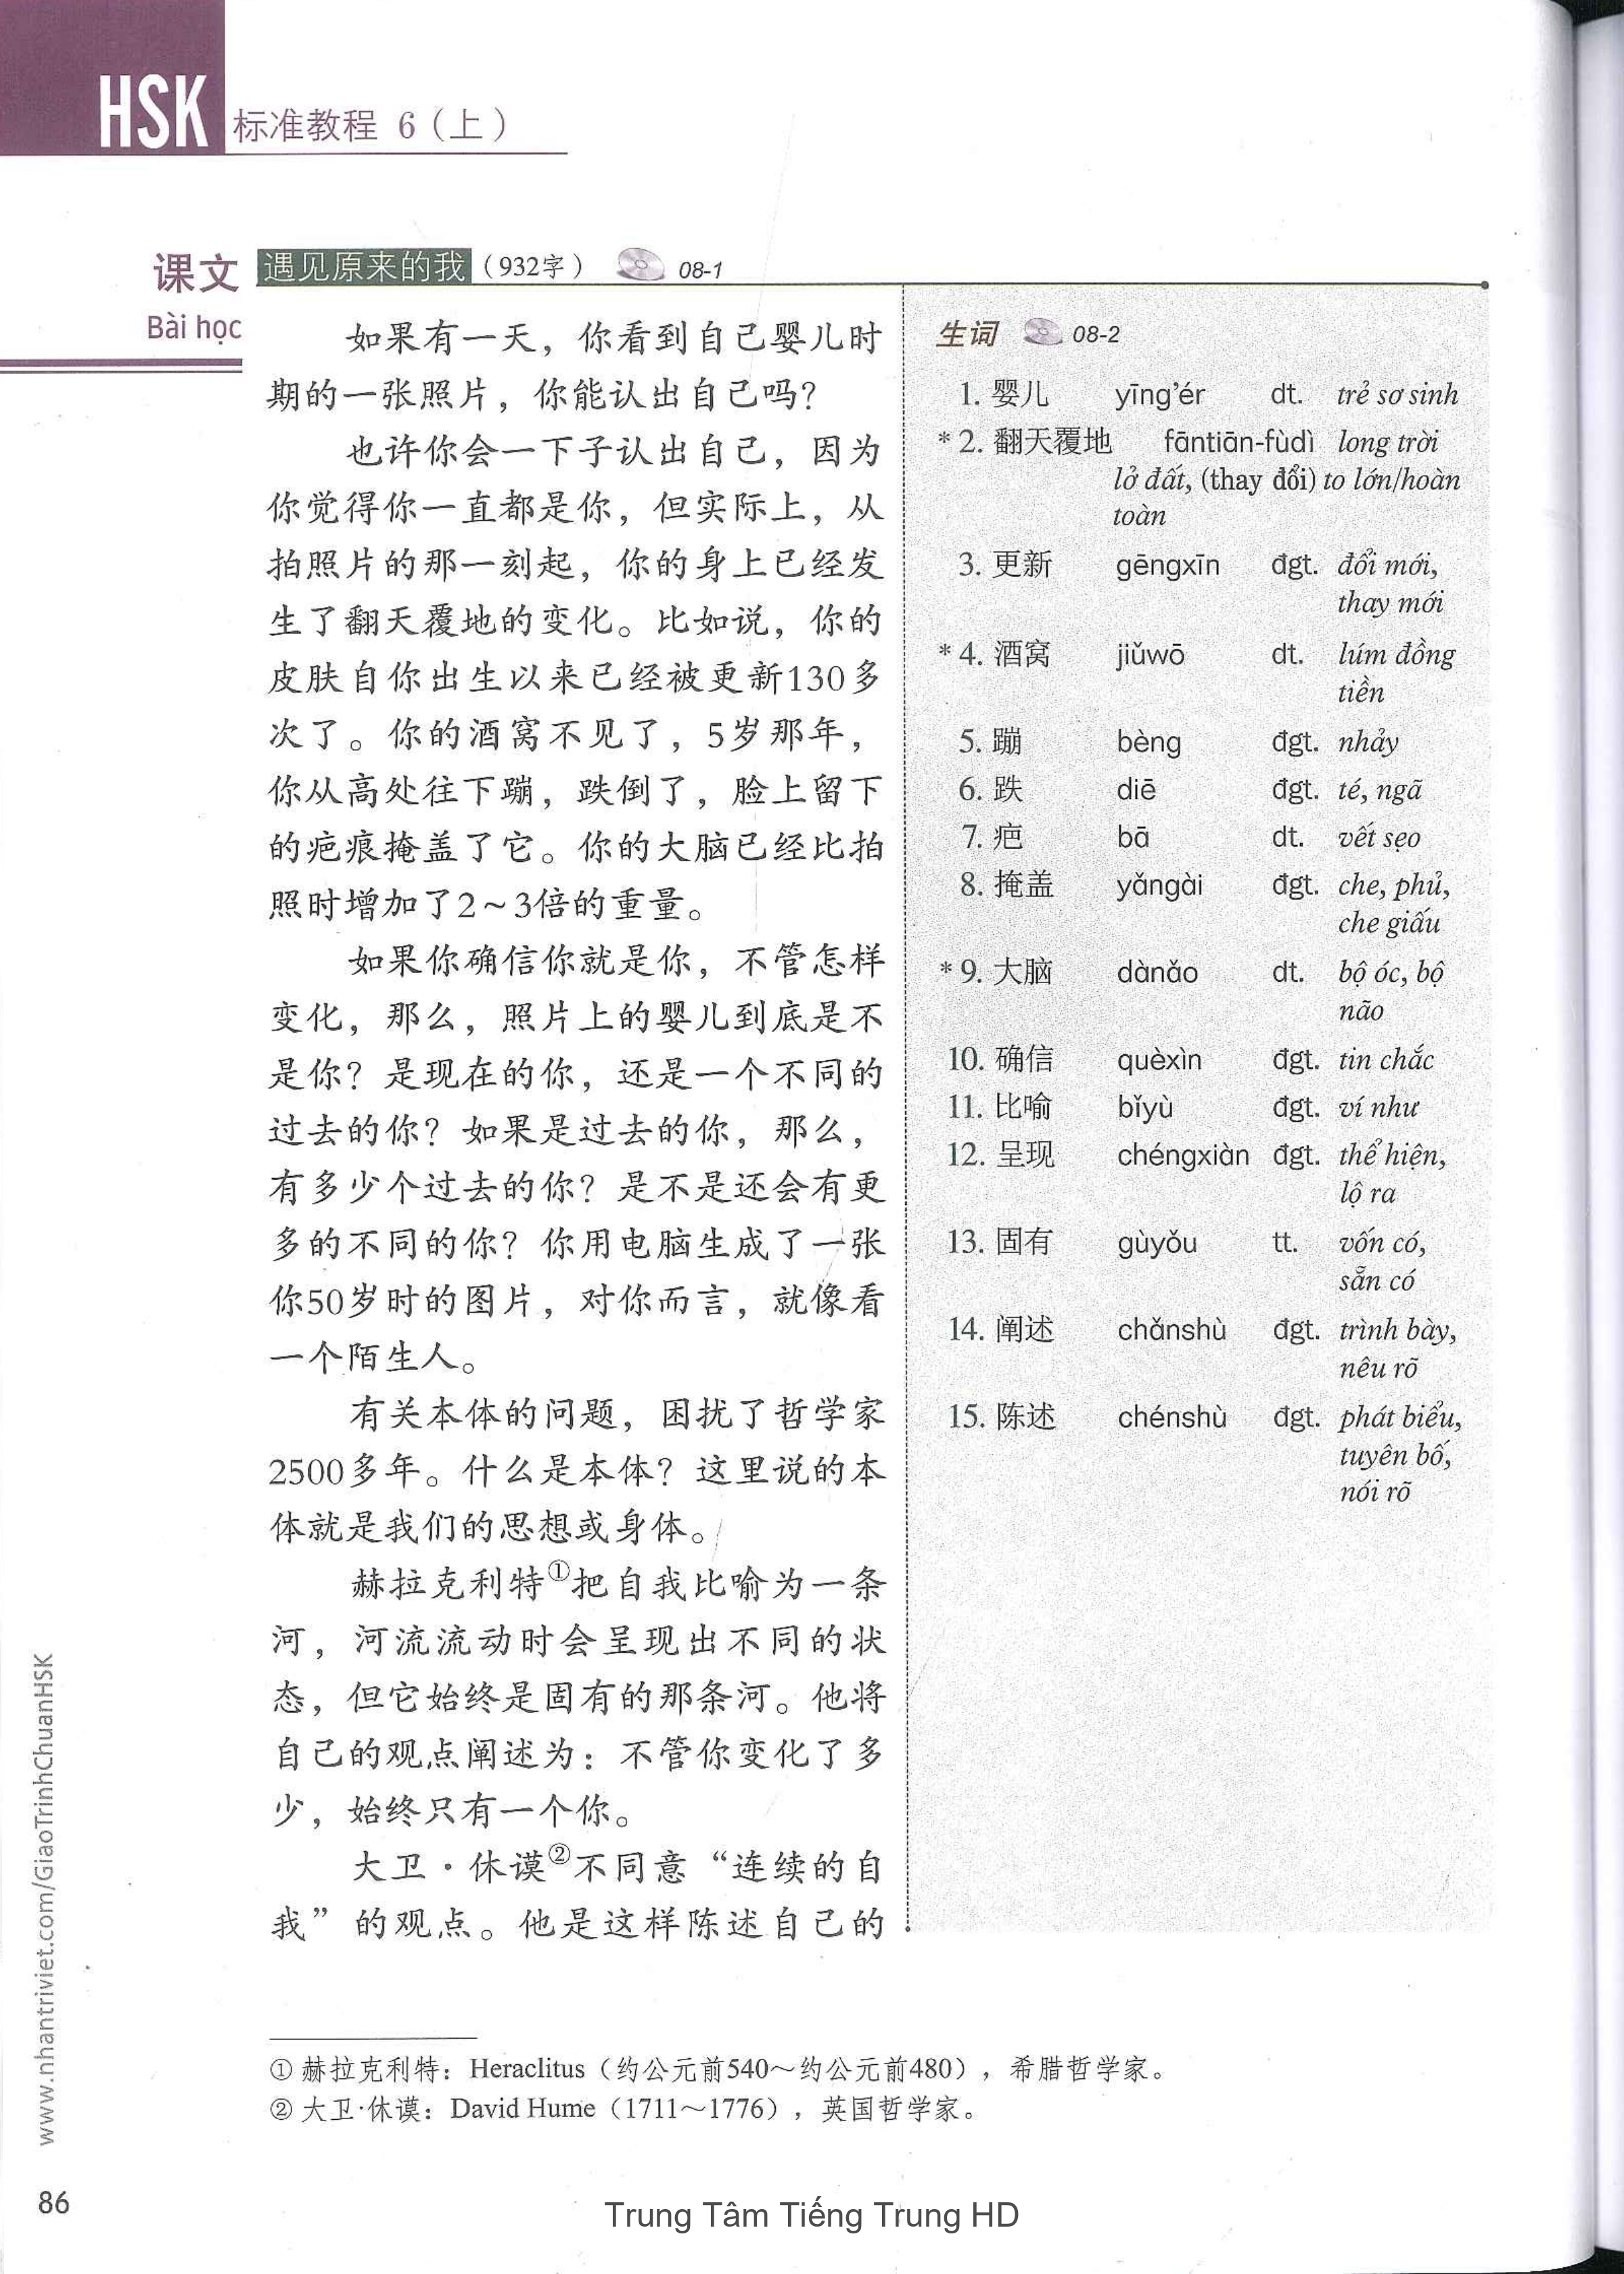 HSK 标准教程 6（上）
课文 遇见原来的我（932字） 08-1
Bài học
如果有一天，你看到自己婴儿时
期的一张照片，你能认出自己吗？
也许你会一下子认出自己，因为
你觉得你一直都是你，但实际上，从
拍照片的那一刻起，你的身上已经发
生了翻天覆地的变化。比如说，你的
皮肤自你出生以来已经被更新130多
次了。你的酒窝不见了，5岁那年，
你从高处往下蹦，跌倒了，脸上留下
的疤痕掩盖了它。你的大脑已经比拍
照时增加了2～3倍的重量。
如果你确信你就是你，不管怎样
变化，那么，照片上的婴儿到底是不
是你？是现在的你，还是一个不同的
过去的你？如果是过去的你，那么，
有多少个过去的你？是不是还会有更
多的不同的你？你用电脑生成了一张
你50岁时的图片，对你而言，就像看
一个陌生人。
有关本体的问题，困扰了哲学家
2500多年。什么是本体？这里说的本
体就是我们的思想或身体。
赫拉克利特①把自我比喻为一条
河，河流流动时会呈现出不同的状
态，但它始终是固有的那条河。他将
自己的观点阐述为：不管你变化了多
少，始终只有一个你。
大卫·休谟②不同意“连续的自
我”的观点。他是这样陈述自己的
生词 08-2
1. 婴儿 yīng'ér dt. trẻ sơ sinh
* 2. 翻天覆地 fāntiān-fùdì long trời
lở đất, (thay đổi) to lớn/hoàn
toàn
3. 更新 gēngxīn đgt. đổi mới,
thay mới
* 4. 酒窝 jiǔwō dt. lúm đồng
tiền
5. 蹦 bèng đgt. nhảy
6. 跌 diē đgt. té, ngã
7. 疤 bā dt. vết sẹo
8. 掩盖 yǎngài đgt. che, phủ,
che giấu
* 9. 大脑 dànǎo dt. bộ óc, bộ
não
10. 确信 quèxìn đgt. tin chắc
11. 比喻 bǐyù đgt. ví như
12. 呈现 chéngxiàn đgt. thể hiện,
lộ ra
13. 固有 gùyǒu tt. vốn có,
sẵn có
14. 阐述 chǎnshù đgt. trình bày,
nêu rõ
15. 陈述 chénshù đgt. phát biểu,
tuyên bố,
nói rõ
① 赫拉克利特：Heraclitus（约公元前540～约公元前480），希腊哲学家。
② 大卫·休谟：David Hume（1711～1776），英国哲学家。
www.nhantriviet.com/GiaoTrinhChuanHSK
86
Trung Tâm Tiếng Trung HD